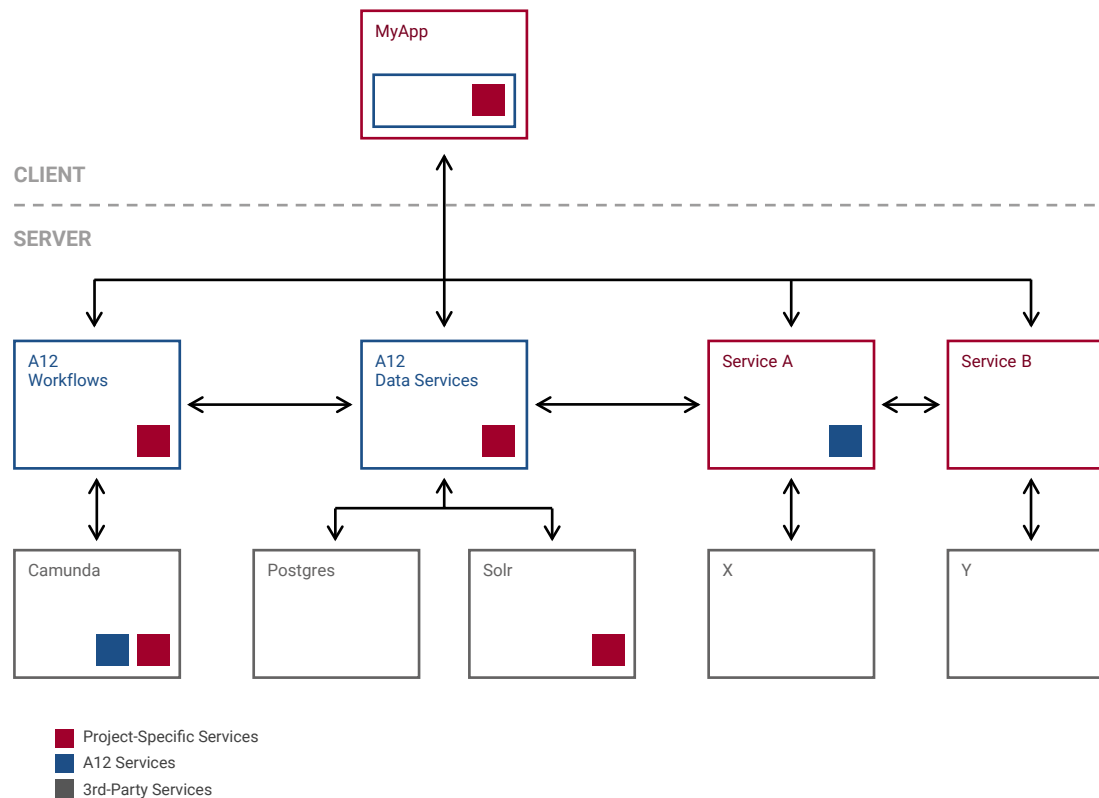 MyApp
CLIENT
SERVER
A12
Workflows
A12
Data Services
Service A
Service B
Camunda
Postgres
Solr
X
Y
Project-Specific Services
A12 Services
3rd-Party Services